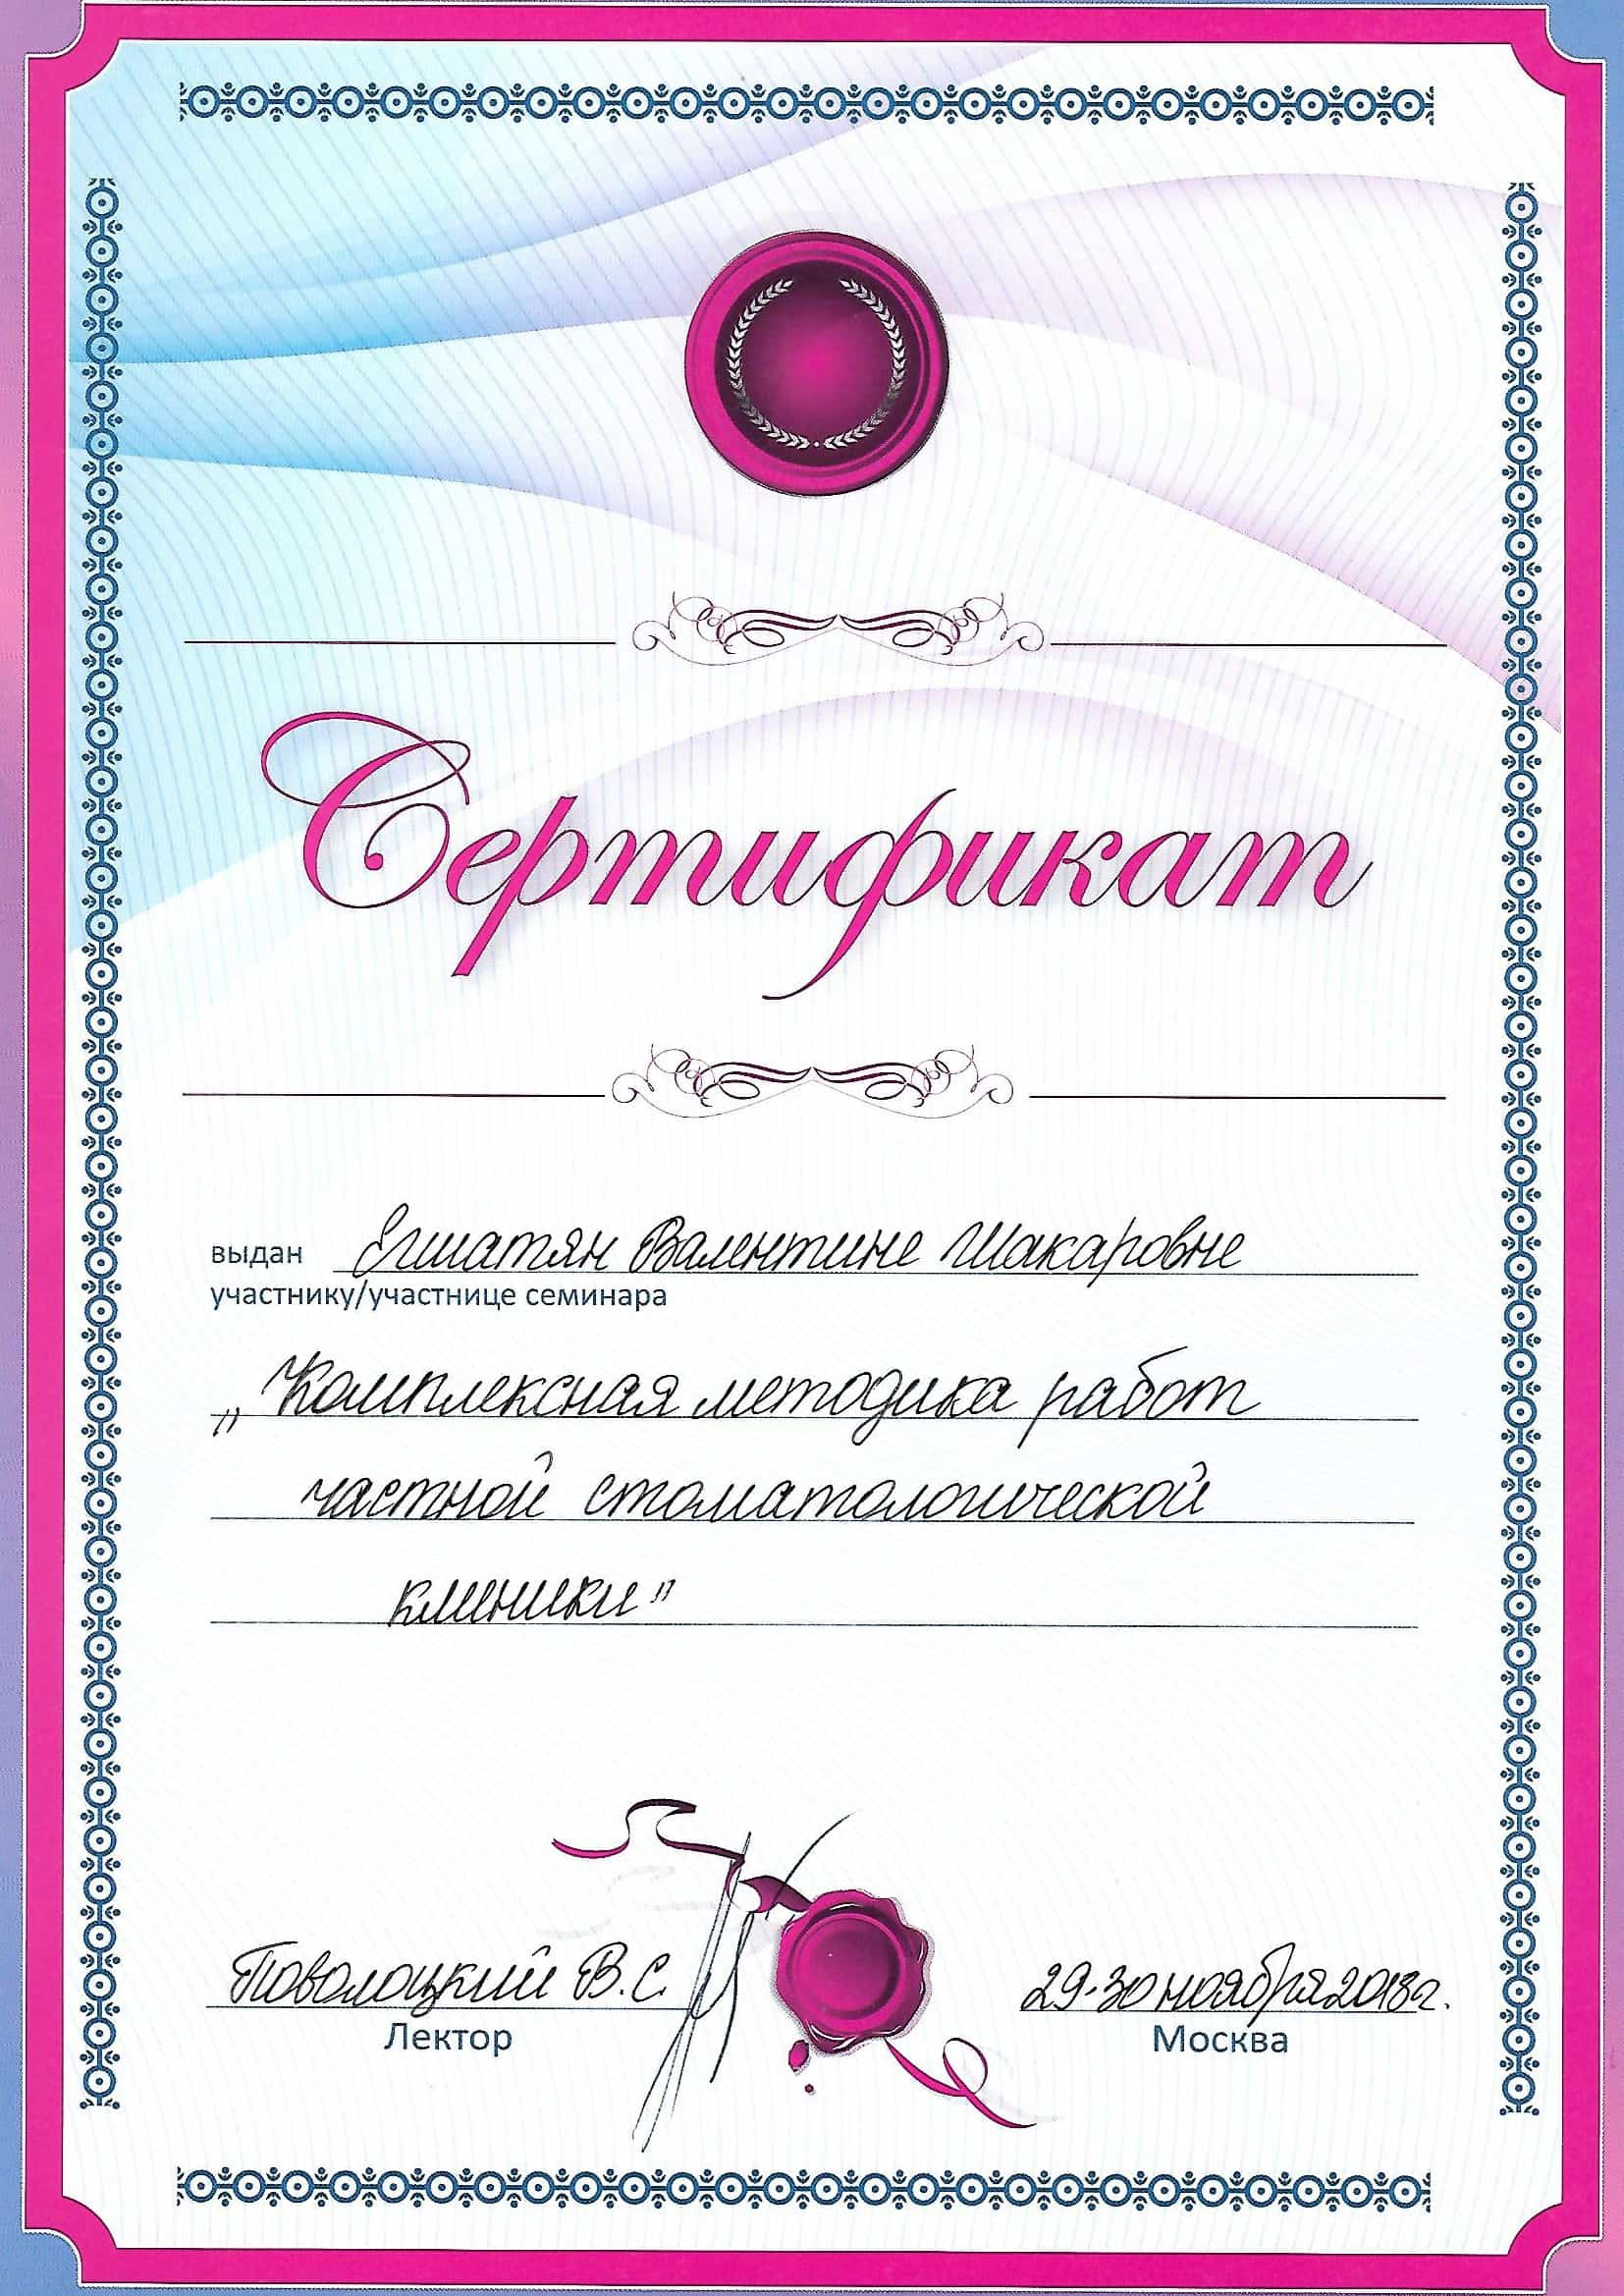 Сертификат
выдан Егшатян Валентине Шакаровне
участнику/участнице семинара
„Комплексная методика работ
частной стоматологической
клиники"
Поволоцкий В.С. 29-30 ноября 2018г.
Лектор Москва